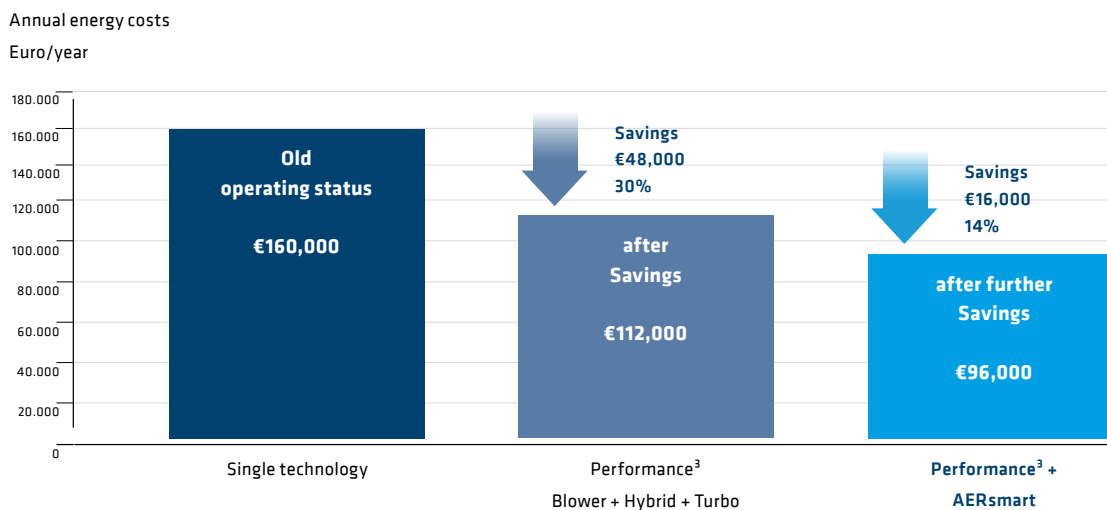 Annual energy costs
Euro/year
180.000
160.000
140.000
120.000
100.000
80.000
60.000
40.000
20.000
0
Old
operating status
€160,000
Savings
€48,000
30%
after
Savings
€112,000
Savings
€16,000
14%
after further
Savings
€96,000
Single technology
Performance³
Blower + Hybrid + Turbo
Performance³ +
AERsmart